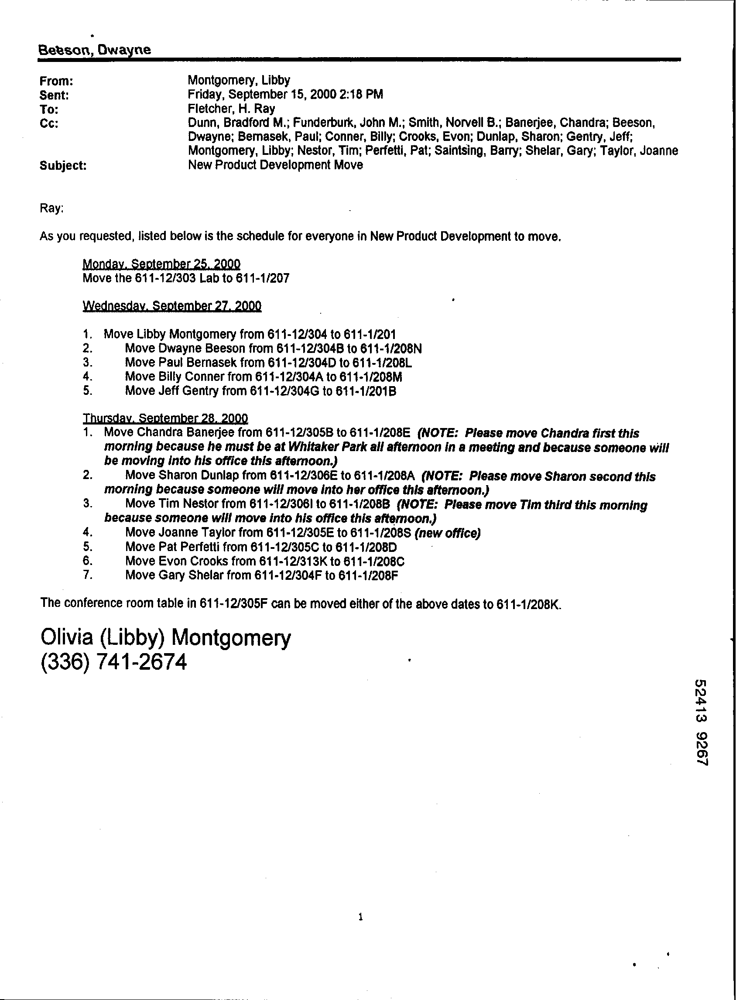 Beeson, Dwayne
From: Montgomery, Libby
Sent: Friday, September 15, 2000 2:18 PM
To: Fletcher, H. Ray
Cc: Dunn, Bradford M.; Funderburk, John M.; Smith, Norvell B.; Banerjee, Chandra; Beeson,
Dwayne; Bernasek, Paul; Conner, Billy; Crooks, Evon; Dunlap, Sharon; Gentry, Jeff;
Montgomery, Libby; Nestor, Tim; Perfetti, Pat; Saintsing, Barry; Shelar, Gary; Taylor, Joanne
Subject: New Product Development Move
Ray:
As you requested, listed below is the schedule for everyone in New Product Development to move.
Monday, September 25, 2000
Move the 611-12/303 Lab to 611-1/207
Wednesday, September 27, 2000
1. Move Libby Montgomery from 611-12/304 to 611-1/201
2. Move Dwayne Beeson from 611-12/304B to 611-1/208N
3. Move Paul Bernasek from 611-12/304D to 611-1/208L
4. Move Billy Conner from 611-12/304A to 611-1/208M
5. Move Jeff Gentry from 611-12/304G to 611-1/201B
Thursday, September 28, 2000
1. Move Chandra Banerjee from 611-12/305B to 611-1/208E (NOTE: Please move Chandra first this
morning because he must be at Whitaker Park all afternoon in a meeting and because someone will
be moving into his office this afternoon.)
2. Move Sharon Dunlap from 611-12/306E to 611-1/208A (NOTE: Please move Sharon second this
morning because someone will move into her office this afternoon.)
3. Move Tim Nestor from 611-12/306I to 611-1/208B (NOTE: Please move Tim third this morning
because someone will move into his office this afternoon.)
4. Move Joanne Taylor from 611-12/305E to 611-1/208S (new office)
5. Move Pat Perfetti from 611-12/305C to 611-1/208D
6. Move Evon Crooks from 611-12/313K to 611-1/208C
7. Move Gary Shelar from 611-12/304F to 611-1/208F
The conference room table in 611-12/305F can be moved either of the above dates to 611-1/208K.
Olivia (Libby) Montgomery
(336) 741-2674
52413 9267
1